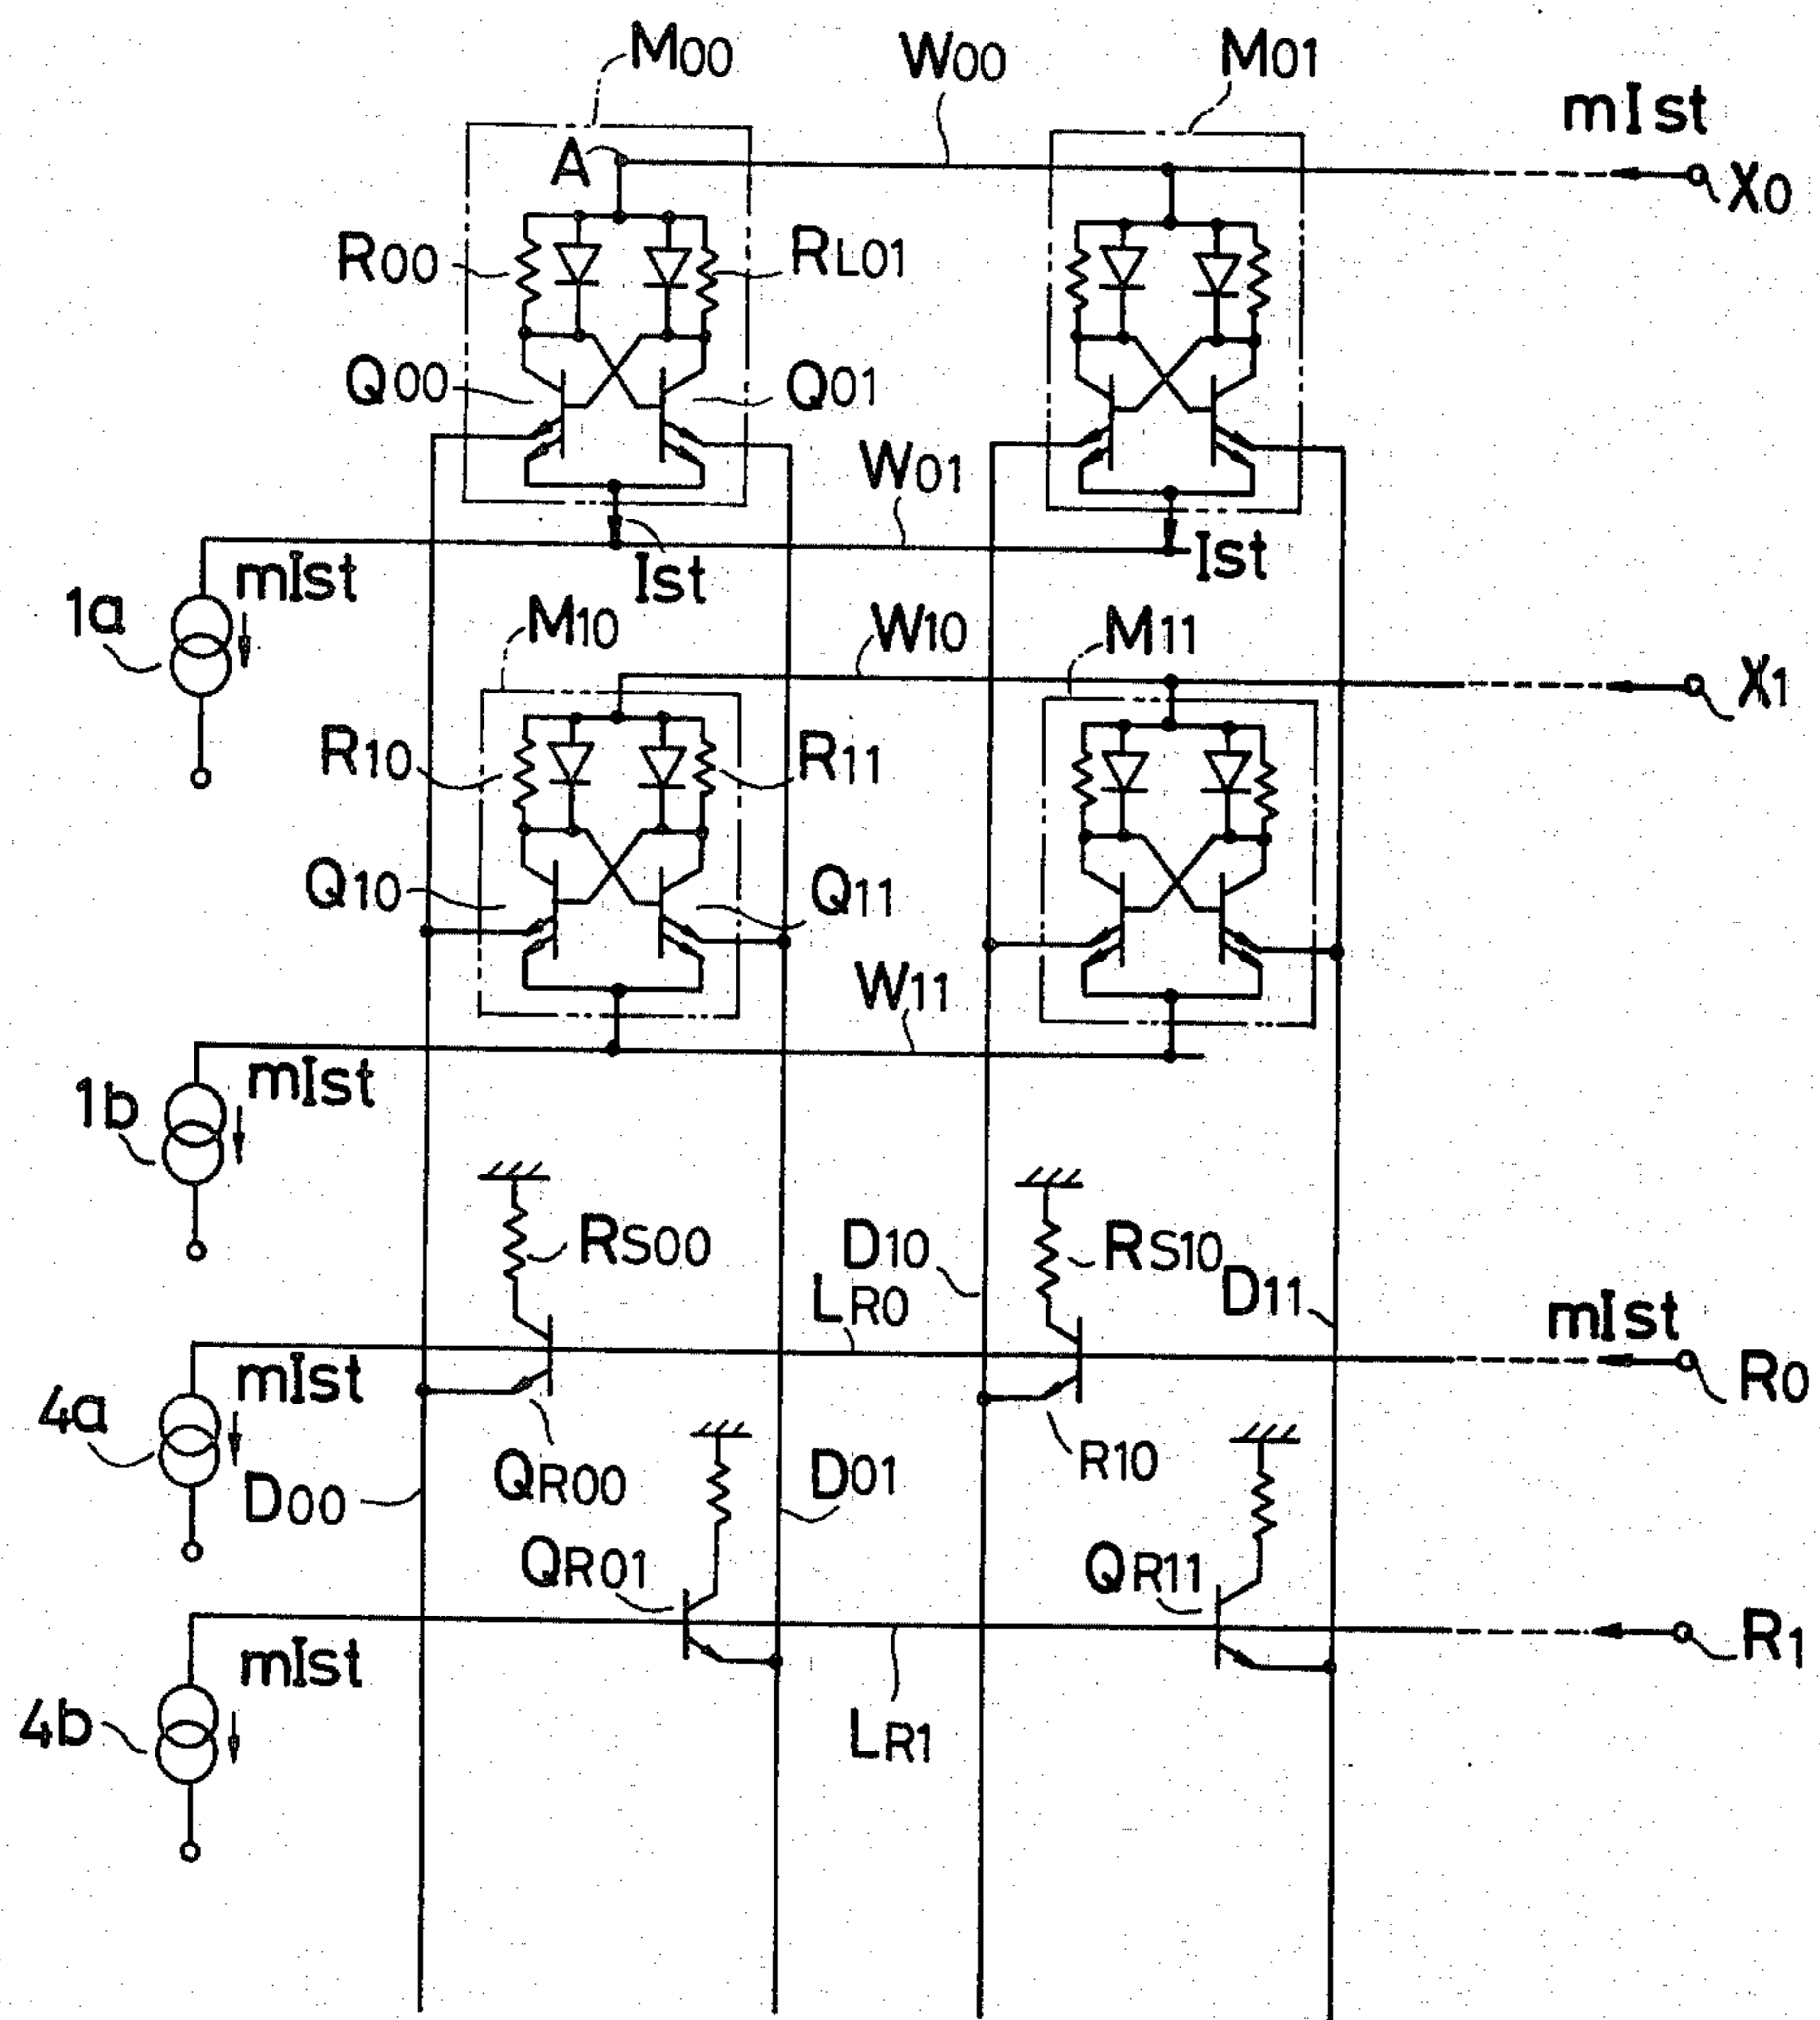 M00
W00
M01
mIst
A
X0
R00
RL01
Q00
Q01
W01
Ist
Ist
mIst
1a
M10
W10
M11
X1
R10
R11
Q10
Q11
W11
mIst
1b
RS00
D10
RS10
LR0
D11
mIst
mIst
R0
4a
D00
QR00
D01
R10
QR01
QR11
mIst
R1
4b
LR1